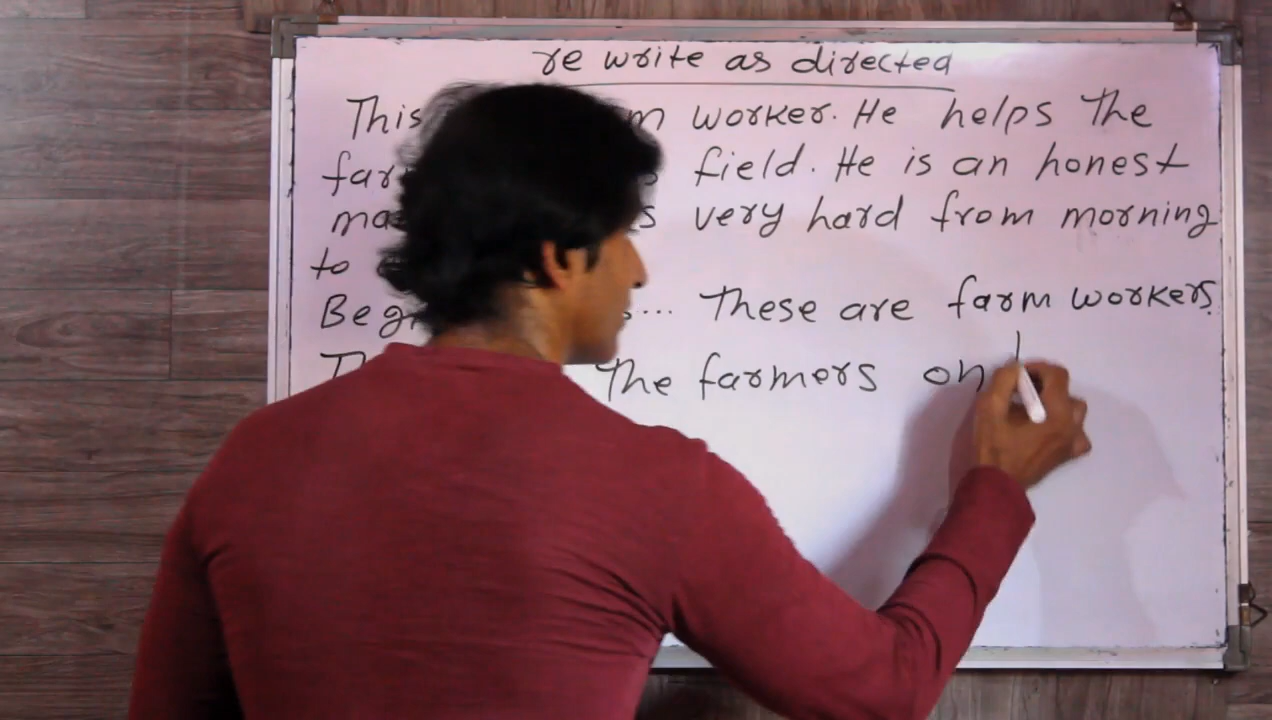 re write as directed
This m worker. He helps The
far field. He is an honest
ma s very hard from morning
to
Beg ... These are farm workers.
The farmers on